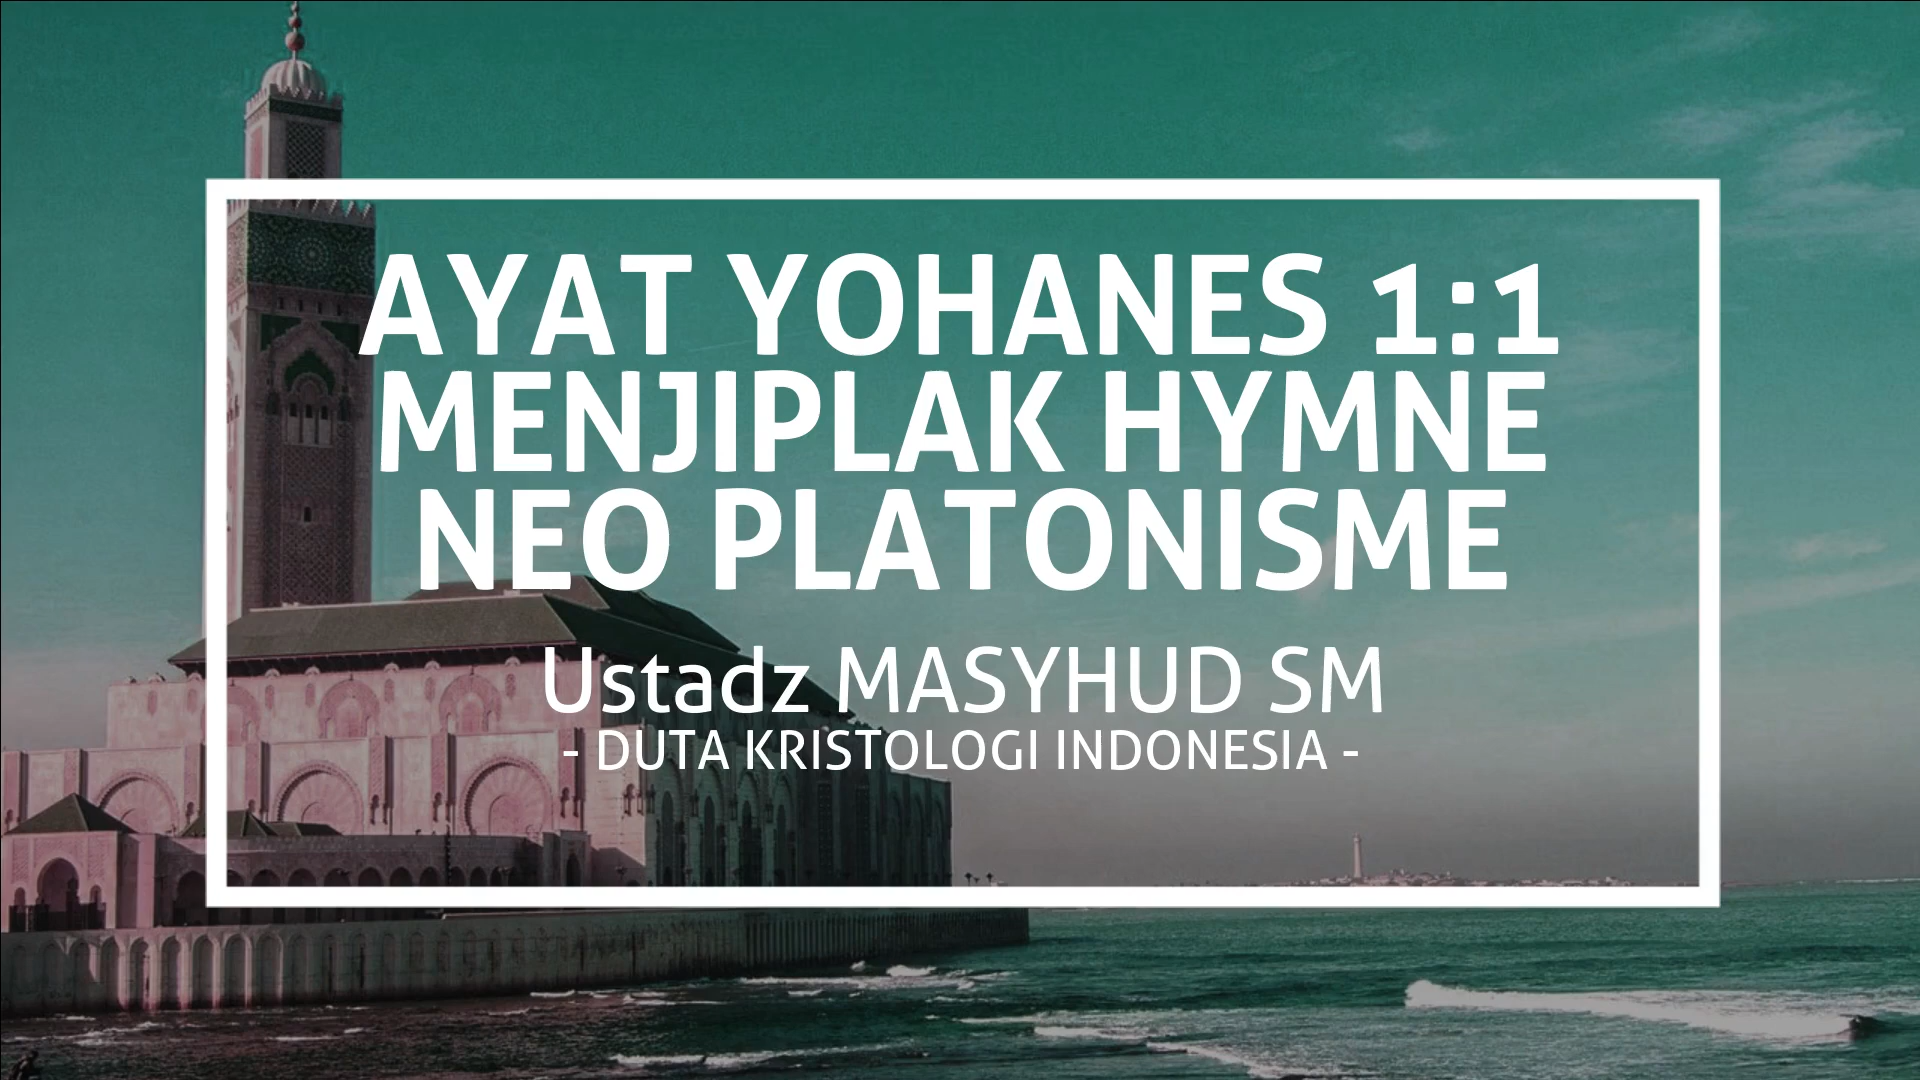 AYAT YOHANES 1:1
MENJIPLAK HYMNE
NEO PLATONISME
Ustadz MASYHUD SM
- DUTA KRISTOLOGI INDONESIA -